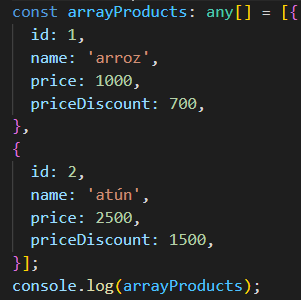 const arrayProducts: any[] = [{
  id: 1,
  name: 'arroz',
  price: 1000,
  priceDiscount: 700,
},
{
  id: 2,
  name: 'atún',
  price: 2500,
  priceDiscount: 1500,
}];
console.log(arrayProducts);